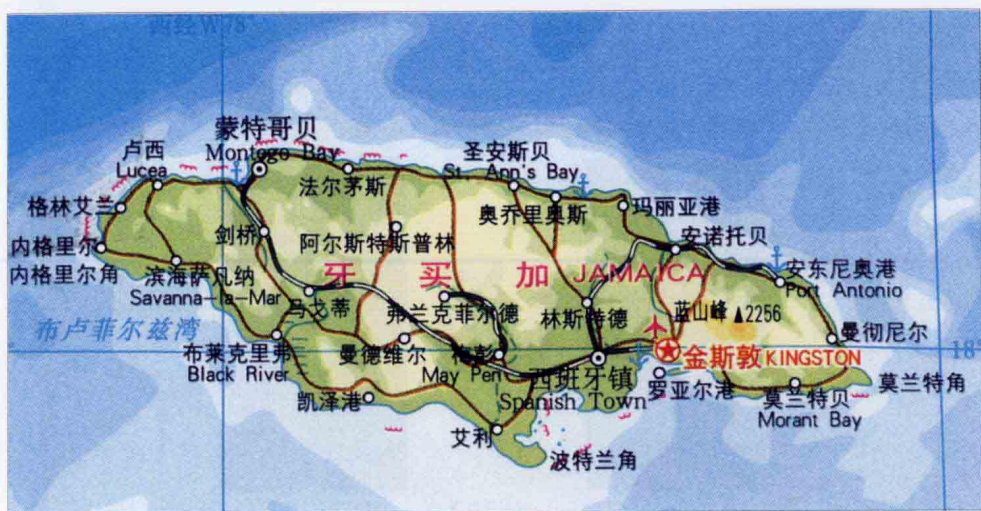 西经W78°
蒙特哥贝
Montego Bay
卢西
Lucea
圣安斯贝
St. Ann's Bay
法尔茅斯
格林艾兰
奥乔里奥斯
玛丽亚港
剑桥
阿尔斯特斯普林
安诺托贝
内格里尔
内格里尔角
滨海萨凡纳
Savanna-la-Mar
牙买加 JAMAICA
安东尼奥港
Port Antonio
马戈蒂
弗兰克菲尔德
林斯特德
蓝山峰 ▲2256
布卢菲尔兹湾
曼彻尼尔
布莱克里弗
Black River
曼德维尔
梅彭
May Pen
西班牙镇
Spanish Town
金斯敦 KINGSTON
18°
罗亚尔港
莫兰特角
凯泽港
莫兰特贝
Morant Bay
艾利
波特兰角